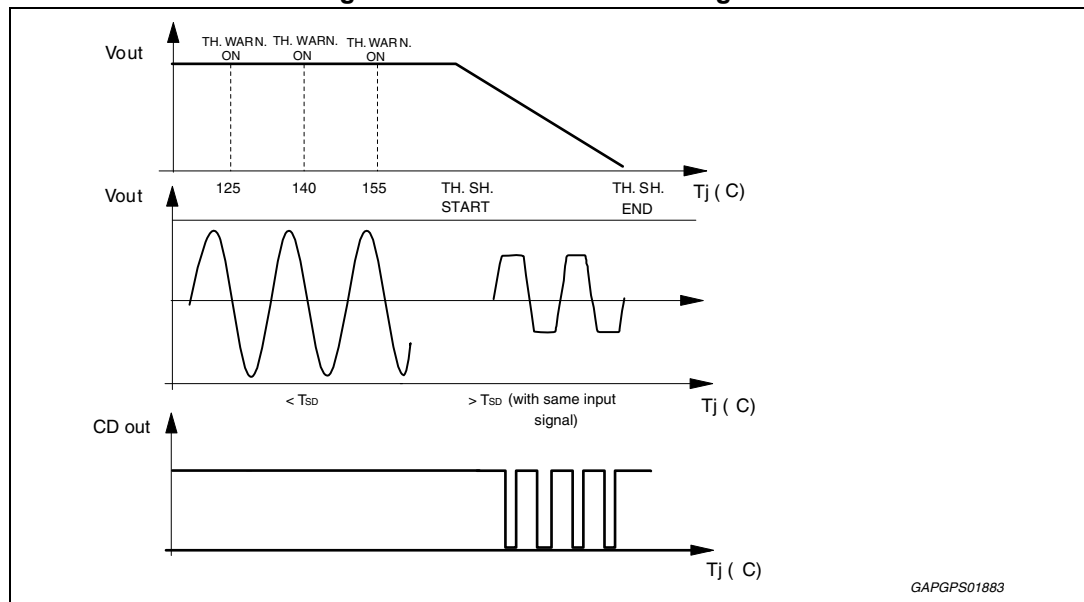 Vout
TH. WARN. TH. WARN. TH. WARN.
ON ON ON
125 140 155 TH. SH. TH. SH. Tj ( C)
START END
Vout
< TSD > TSD (with same input
signal)
Tj ( C)
CD out
Tj ( C)
GAPGPS01883